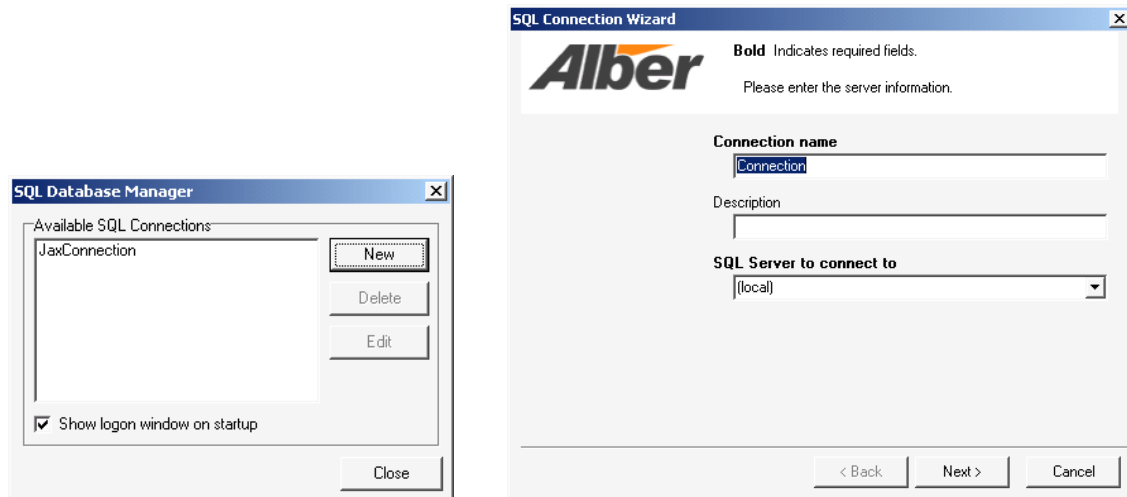 SQL Database Manager
Available SQL Connections
JaxConnection
New
Delete
Edit
Show logon window on startup
Close
SQL Connection Wizard
Alber
Bold Indicates required fields.
Please enter the server information.
Connection name
Connection
Description
SQL Server to connect to
(local)
< Back
Next >
Cancel